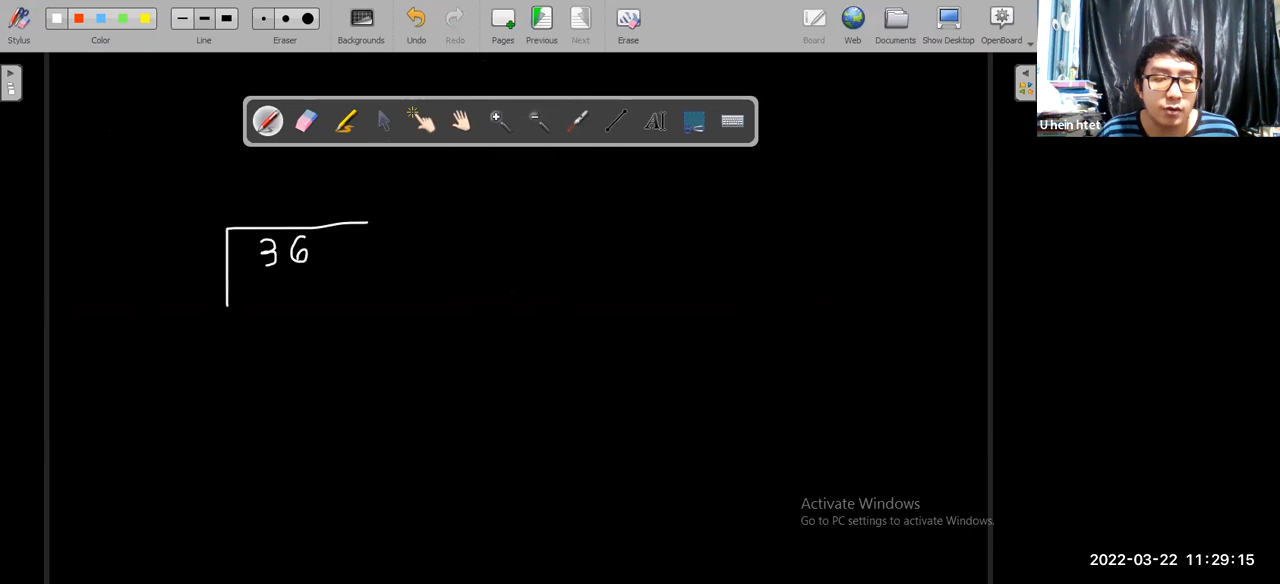 Stylus Color Line Eraser Backgrounds Undo Redo Pages Previous Next Erase Board Web Documents Show Desktop OpenBoard
U hein htet
AI
36
Activate Windows
Go to PC settings to activate Windows.
2022-03-22 11:29:15